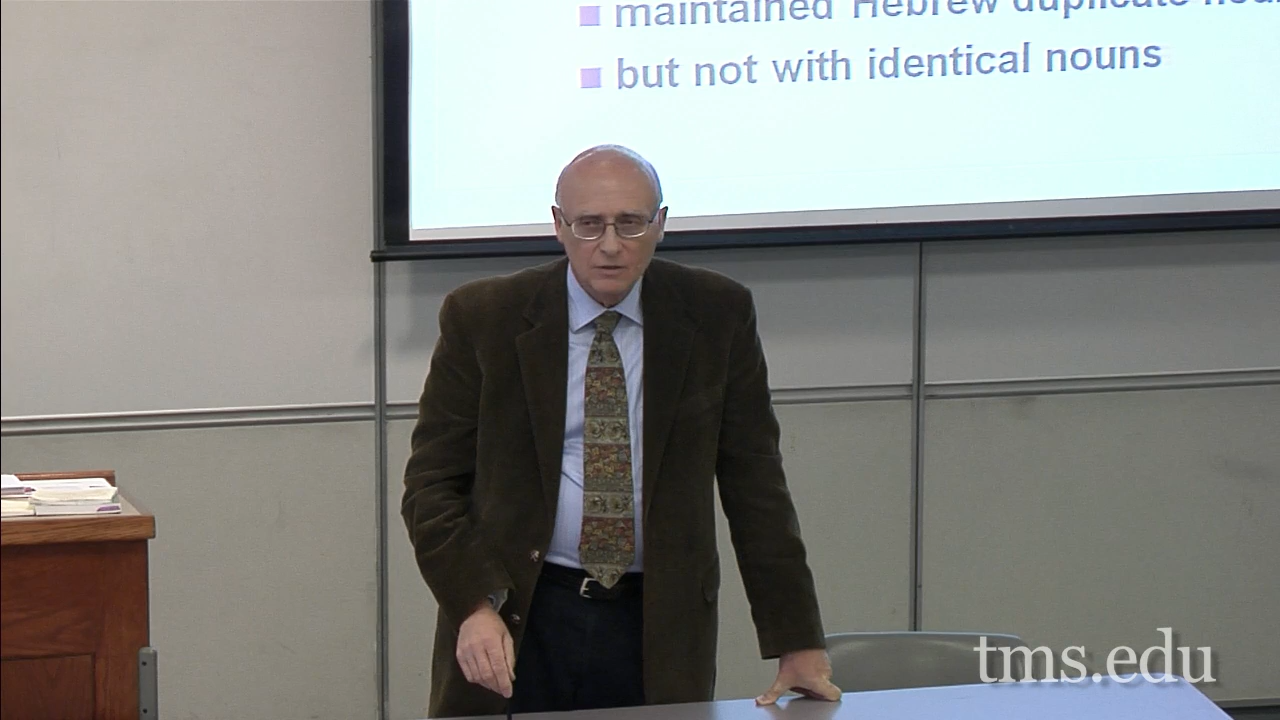 maintained Hebrew duplicate
but not with identical nouns
tms.edu